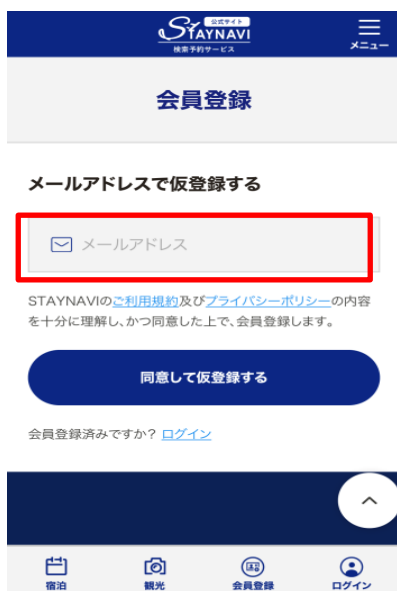 公式サイト
STAYNAVI
検索予約サービス
メニュー
会員登録
メールアドレスで仮登録する
メールアドレス
STAYNAVIのご利用規約及びプライバシーポリシーの内容
を十分に理解し、かつ同意した上で、会員登録します。
同意して仮登録する
会員登録済みですか? ログイン
宿泊
観光
会員登録
ログイン